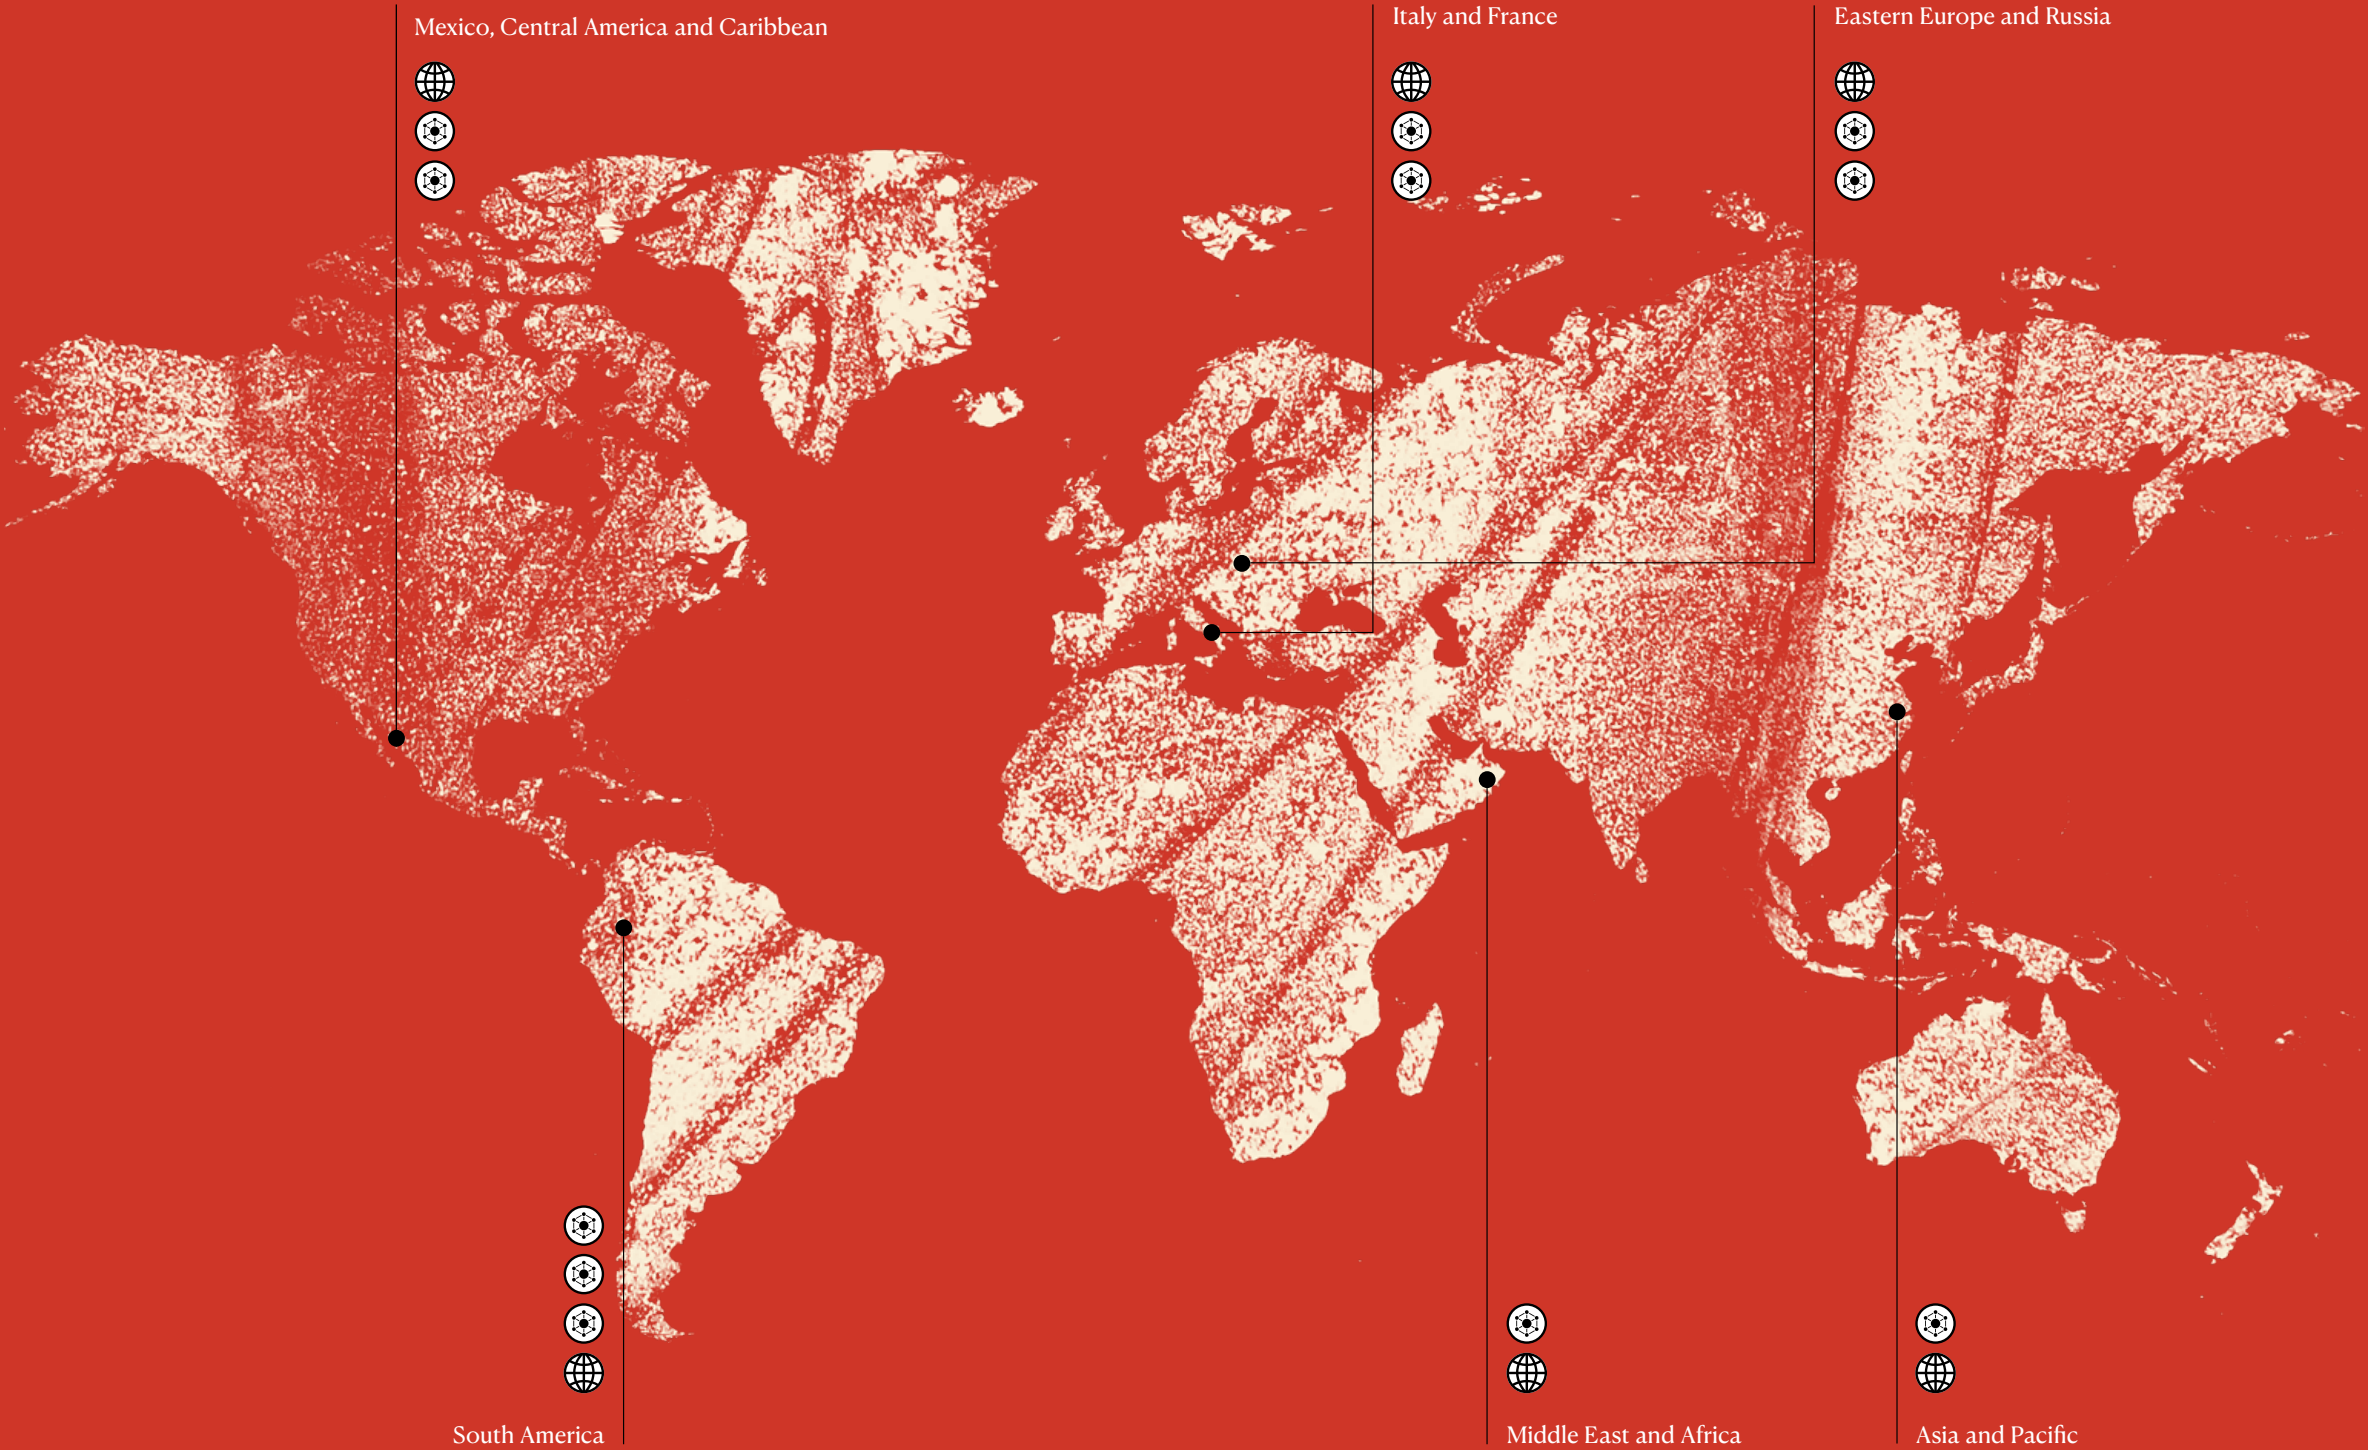 Mexico, Central America and Caribbean
Italy and France
Eastern Europe and Russia
South America
Middle East and Africa
Asia and Pacific